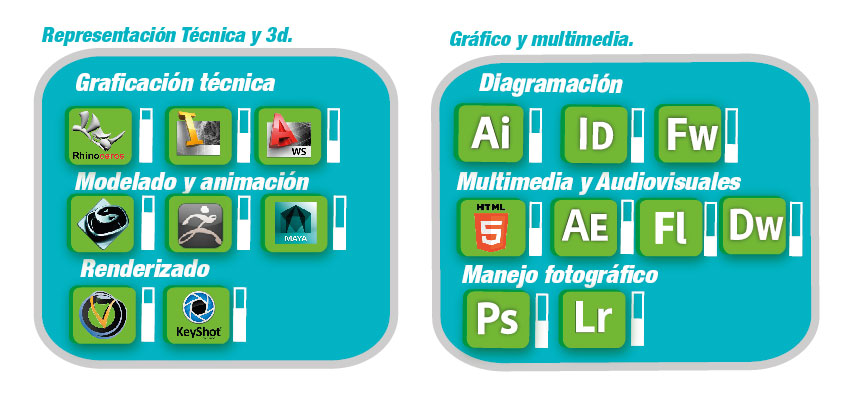 Representación Técnica y 3d.
Graficación técnica
Rhinoceros
I
A
WS
Modelado y animación
MAYA
Renderizado
V
KeyShot
Gráfico y multimedia.
Diagramación
Ai
ID
Fw
Multimedia y Audiovisuales
HTML
5
AE
Fl
Dw
Manejo fotográfico
Ps
Lr